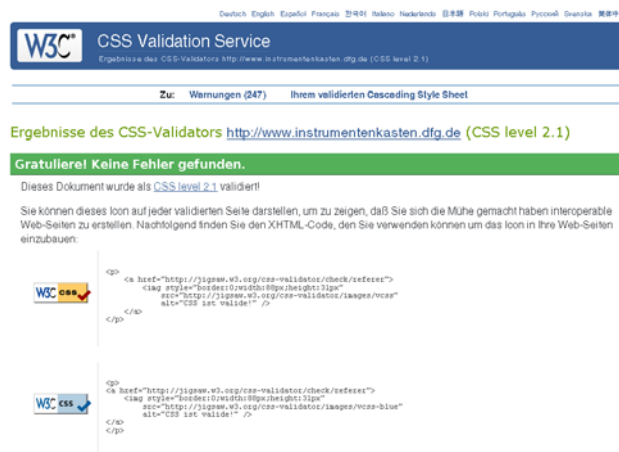 Deutsch English Español Français 한국어 Italiano Nederlands 日本語 Polski Português Русский Svenska 简体中
W3C® CSS Validation Service
Ergebnisse des CSS-Validators http://www.instrumentenkasten.dfg.de (CSS level 2.1)
Zu: Warnungen (247) Ihrem validierten Cascading Style Sheet
Ergebnisse des CSS-Validators http://www.instrumentenkasten.dfg.de (CSS level 2.1)
Gratuliere! Keine Fehler gefunden.
Dieses Dokument wurde als CSS level 2.1 validiert!
Sie können dieses Icon auf jeder validierten Seite darstellen, um zu zeigen, daß Sie sich die Mühe gemacht haben interoperable
Web-Seiten zu erstellen. Nachfolgend finden Sie den XHTML-Code, den Sie verwenden können um das Icon in Ihre Web-Seiten
einzubauen:
W3C css
<p>
<a href="http://jigsaw.w3.org/css-validator/check/referer">
<img style="border:0;width:88px;height:31px"
src="http://jigsaw.w3.org/css-validator/images/vcss"
alt="CSS ist valide!" />
</a>
</p>
W3C css
<p>
<a href="http://jigsaw.w3.org/css-validator/check/referer">
<img style="border:0;width:88px;height:31px"
src="http://jigsaw.w3.org/css-validator/images/vcss-blue"
alt="CSS ist valide!" />
</a>
</p>